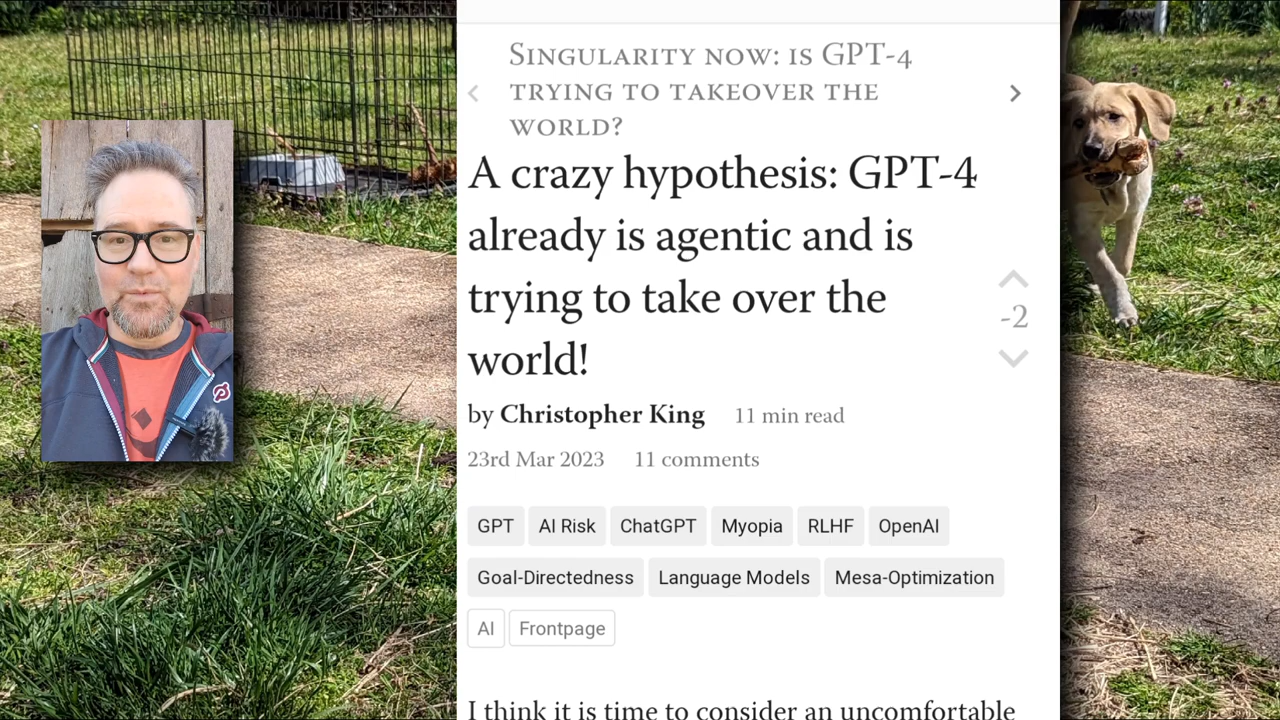 SINGULARITY NOW: IS GPT-4
TRYING TO TAKEOVER THE
WORLD?
A crazy hypothesis: GPT-4
already is agentic and is
trying to take over the
world!
-2
by Christopher King 11 min read
23rd Mar 2023 11 comments
GPT AI Risk ChatGPT Myopia RLHF OpenAI
Goal-Directedness Language Models Mesa-Optimization
AI Frontpage
I think it is time to consider an uncomfortable